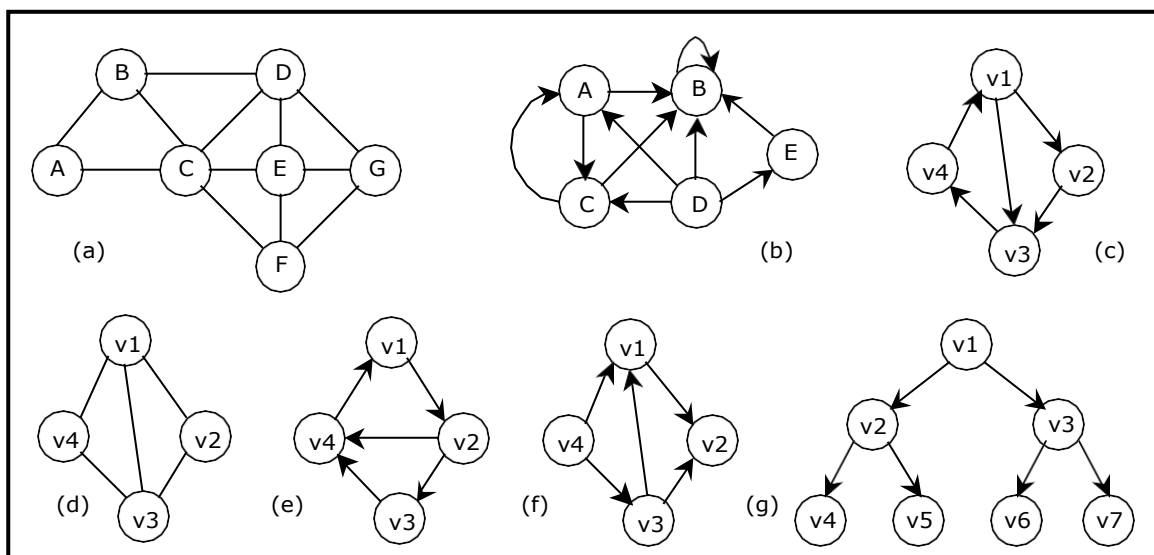 B D A B v1
A C E G E v4 v2
C D
(a) F (b) v3 (c)
v1 v1 v1 v1
v4 v2 v4 v2 v4 v2 v2 v3
(d) v3 (e) v3 (f) v3 (g) v4 v5 v6 v7